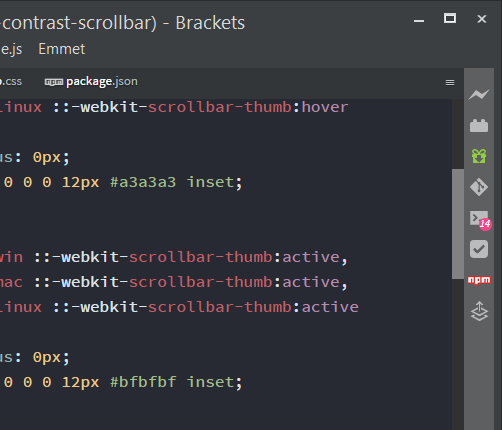 -contrast-scrollbar) - Brackets
e.js Emmet
.css npm package.json
linux ::-webkit-scrollbar-thumb:hover
us: 0px;
0 0 0 12px #a3a3a3 inset;
win ::-webkit-scrollbar-thumb:active,
mac ::-webkit-scrollbar-thumb:active,
linux ::-webkit-scrollbar-thumb:active
us: 0px;
0 0 0 12px #bfbfbf inset;
14
npm